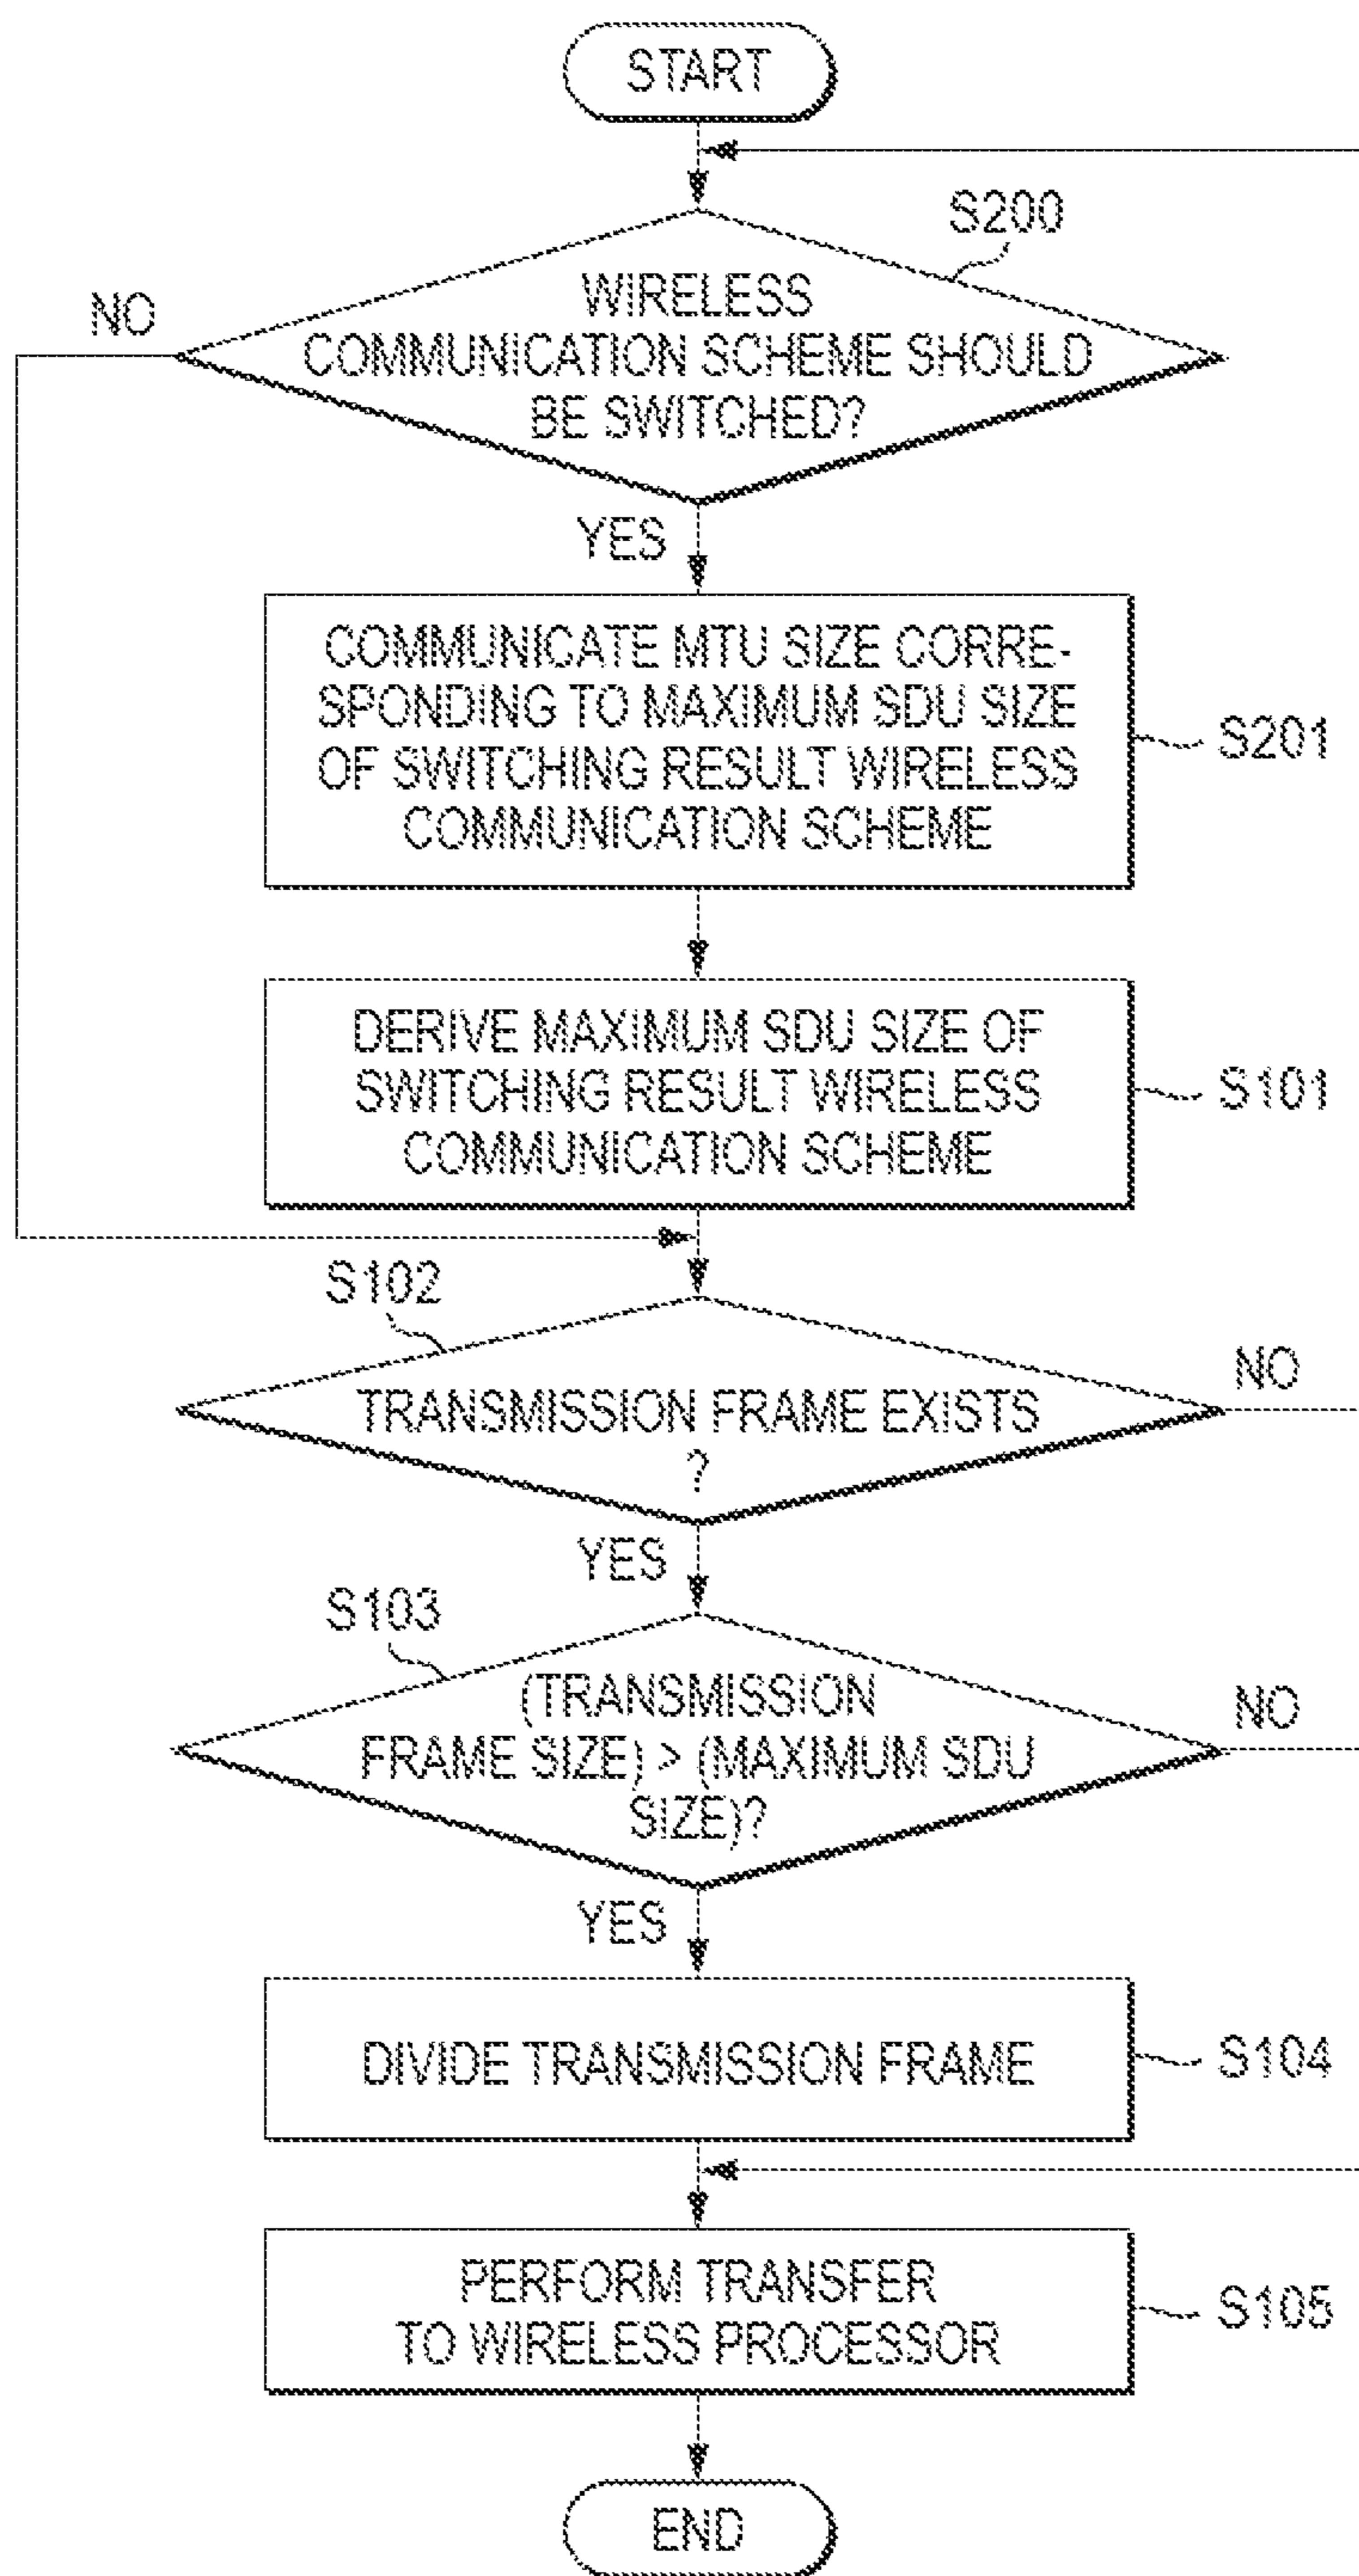 START
S200
WIRELESS
COMMUNICATION SCHEME SHOULD
BE SWITCHED?
NO
YES
COMMUNICATE MTU SIZE CORRE-
SPONDING TO MAXIMUM SDU SIZE
OF SWITCHING RESULT WIRELESS
COMMUNICATION SCHEME
S201
DERIVE MAXIMUM SDU SIZE OF
SWITCHING RESULT WIRELESS
COMMUNICATION SCHEME
S101
S102
TRANSMISSION FRAME EXISTS
?
NO
YES
S103
(TRANSMISSION
FRAME SIZE) > (MAXIMUM SDU
SIZE)?
NO
YES
DIVIDE TRANSMISSION FRAME
S104
PERFORM TRANSFER
TO WIRELESS PROCESSOR
S105
END